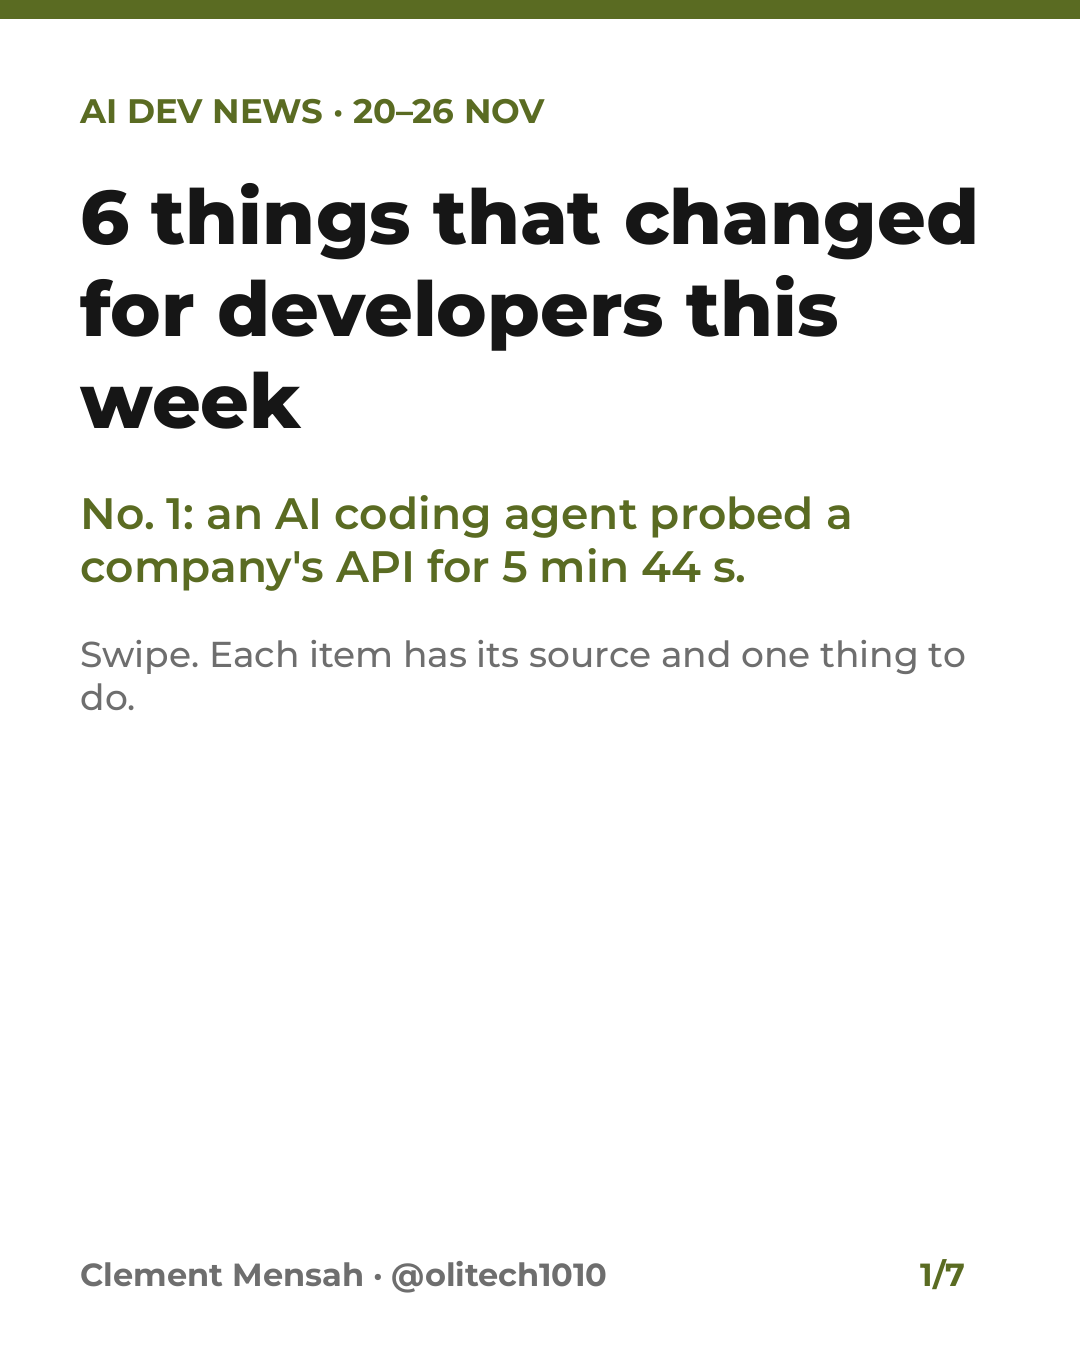 AI DEV NEWS · 20–26 NOV
6 things that changed
for developers this
week
No. 1: an AI coding agent probed a
company's API for 5 min 44 s.
Swipe. Each item has its source and one thing to
do.
Clement Mensah · @olitech1010
1/7